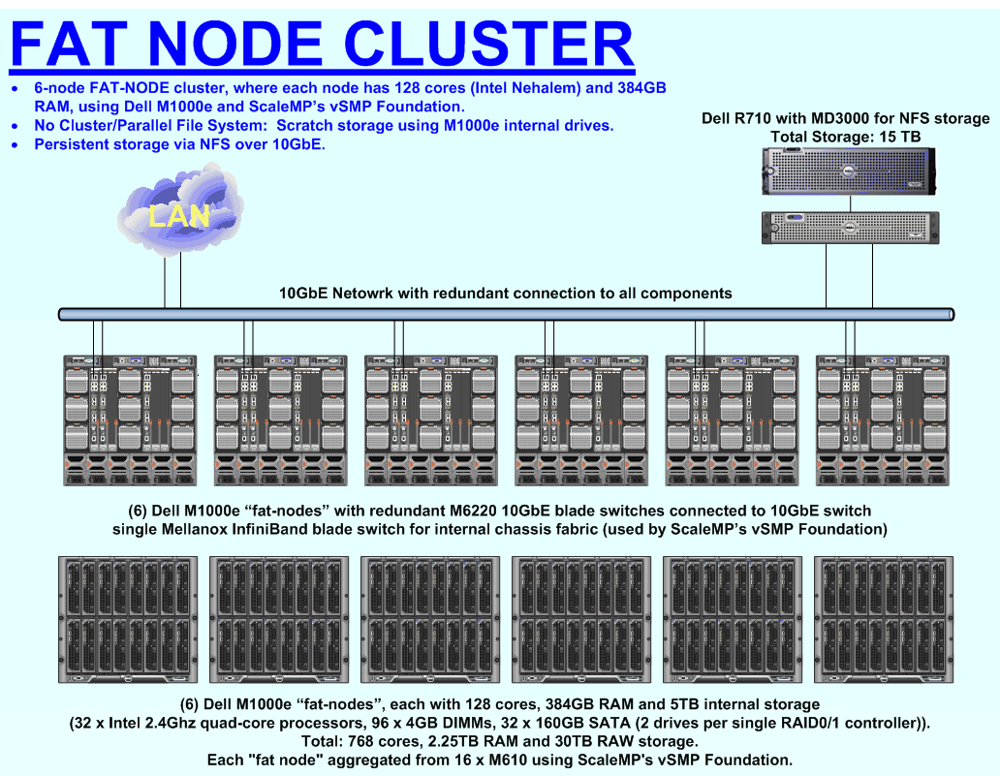 FAT NODE CLUSTER
• 6-node FAT-NODE cluster, where each node has 128 cores (Intel Nehalem) and 384GB
RAM, using Dell M1000e and ScaleMP's vSMP Foundation.
• No Cluster/Parallel File System:  Scratch storage using M1000e internal drives.
• Persistent storage via NFS over 10GbE.
Dell R710 with MD3000 for NFS storage
Total Storage: 15 TB
LAN
10GbE Netowrk with redundant connection to all components
(6) Dell M1000e “fat-nodes” with redundant M6220 10GbE blade switches connected to 10GbE switch
single Mellanox InfiniBand blade switch for internal chassis fabric (used by ScaleMP's vSMP Foundation)
(6) Dell M1000e “fat-nodes”, each with 128 cores, 384GB RAM and 5TB internal storage
(32 x Intel 2.4Ghz quad-core processors, 96 x 4GB DIMMs, 32 x 160GB SATA (2 drives per single RAID0/1 controller)).
Total: 768 cores, 2.25TB RAM and 30TB RAW storage.
Each "fat node" aggregated from 16 x M610 using ScaleMP's vSMP Foundation.